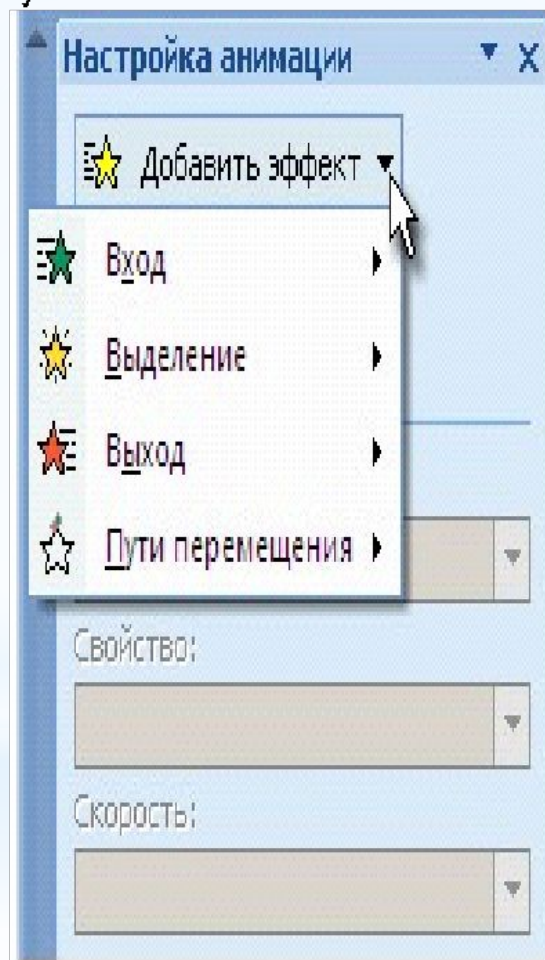 Настройка анимации
Добавить эффект
Вход
Выделение
Выход
Пути перемещения
Свойство:
Скорость: